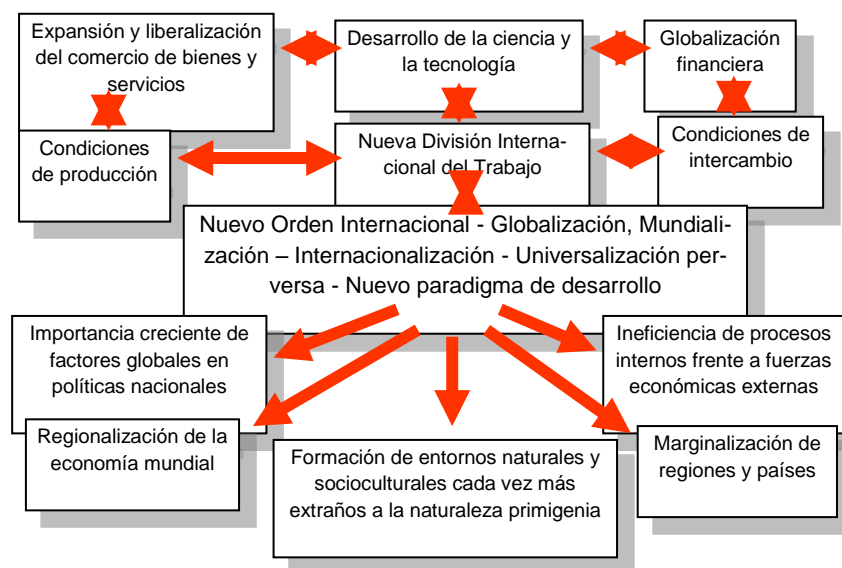 Expansión y liberalización
del comercio de bienes y
servicios
Desarrollo de la ciencia y
la tecnología
Globalización
financiera
Condiciones
de producción
Nueva División Interna-
cional del Trabajo
Condiciones de
intercambio
Nuevo Orden Internacional - Globalización, Mundiali-
zación – Internacionalización - Universalización per-
versa - Nuevo paradigma de desarrollo
Importancia creciente de
factores globales en
políticas nacionales
Ineficiencia de procesos
internos frente a fuerzas
económicas externas
Regionalización de la
economía mundial
Formación de entornos naturales y
socioculturales cada vez más
extraños a la naturaleza primigenia
Marginalización de
regiones y países